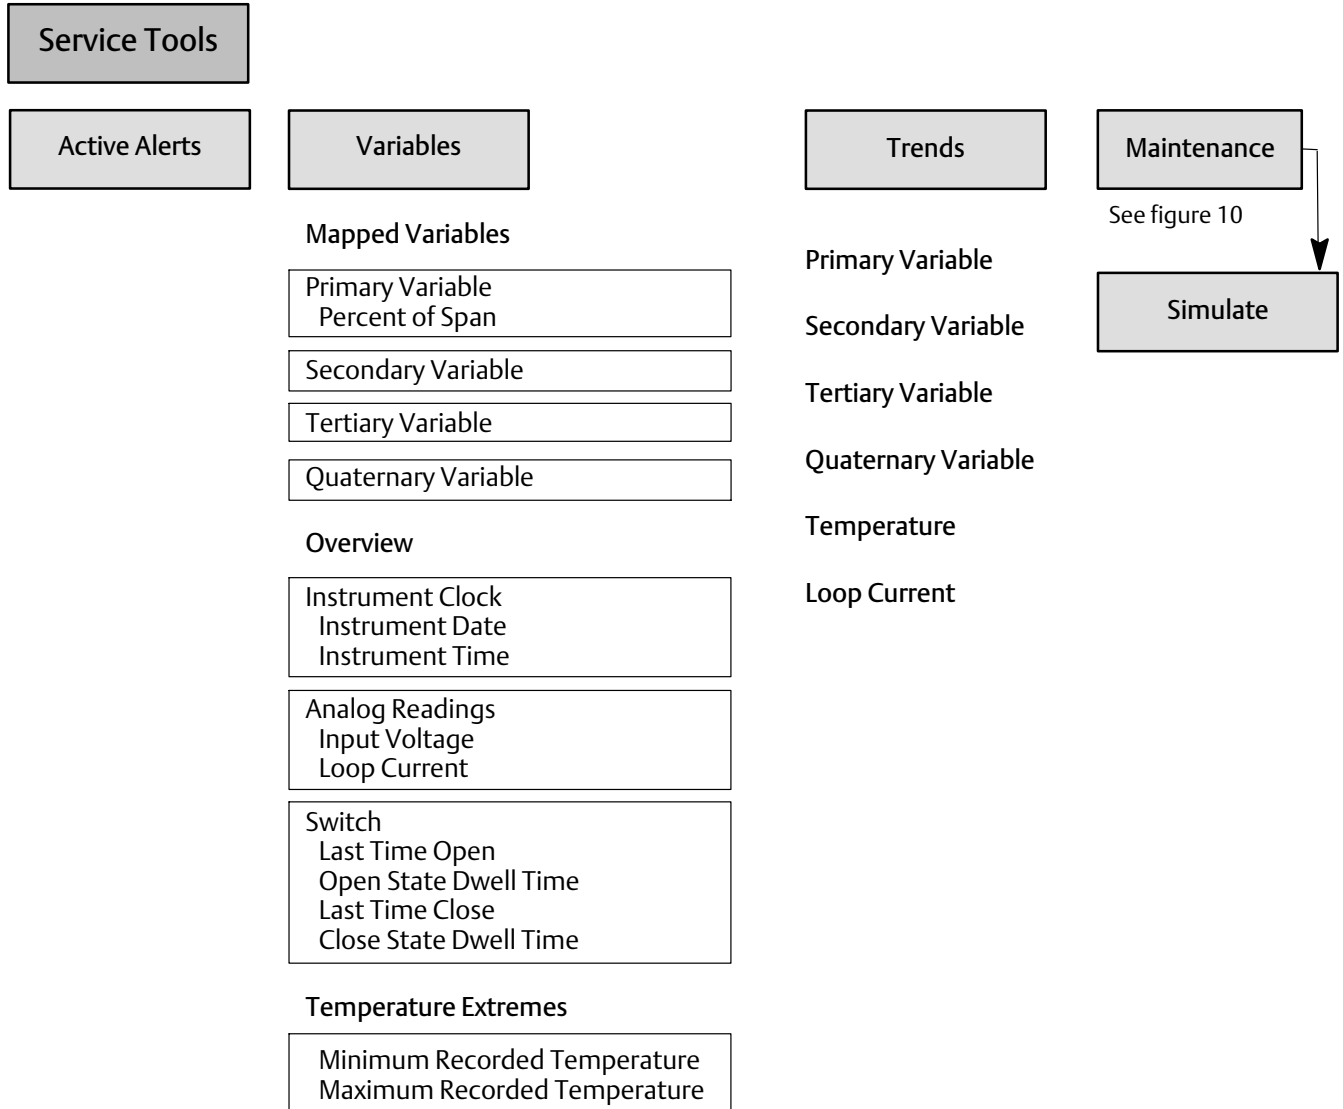 Service Tools
Active Alerts
Variables
Trends
Maintenance
See figure 10
Simulate
Mapped Variables
Primary Variable
Percent of Span
Secondary Variable
Tertiary Variable
Quaternary Variable
Overview
Instrument Clock
Instrument Date
Instrument Time
Analog Readings
Input Voltage
Loop Current
Switch
Last Time Open
Open State Dwell Time
Last Time Close
Close State Dwell Time
Temperature Extremes
Minimum Recorded Temperature
Maximum Recorded Temperature
Primary Variable
Secondary Variable
Tertiary Variable
Quaternary Variable
Temperature
Loop Current